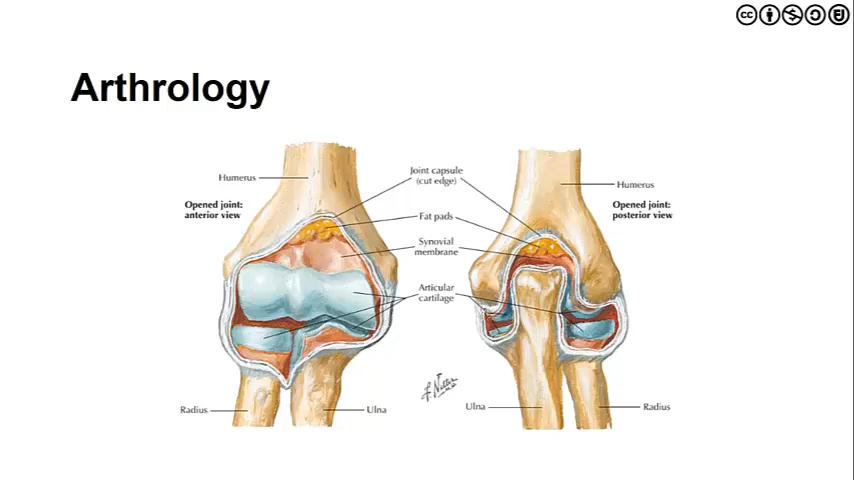 Arthrology
Joint capsule
(cut edge)
Humerus
Humerus
Opened joint:
anterior view
Opened joint:
posterior view
Fat pads
Synovial
membrane
Articular
cartilage
F. Netter
Radius
Ulna
Ulna
Radius